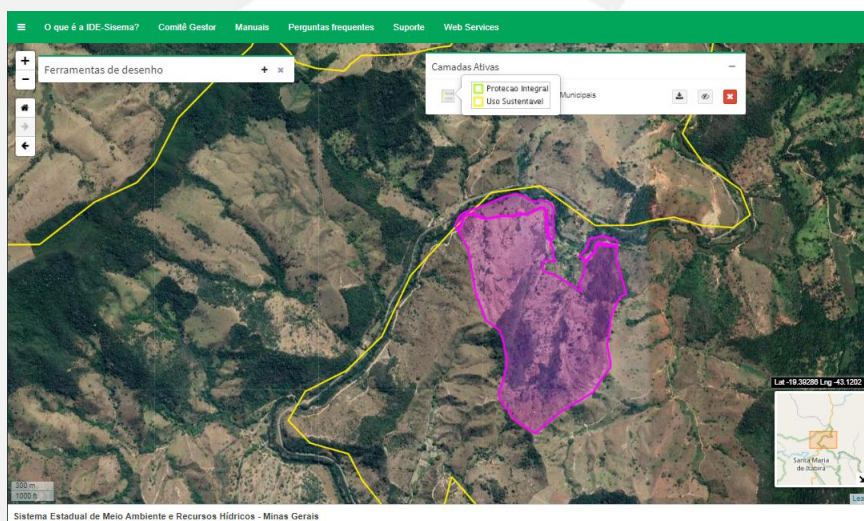 O que é a IDE-Sisema? Comitê Gestor Manuais Perguntas frequentes Suporte Web Services
Ferramentas de desenho
Camadas Ativas
Protecao Integral
Uso Sustentavel
Municipais
Lat -19.39288 Lng -43.1202
Santa Maria
de Itabira
300 m
1000 ft
Sistema Estadual de Meio Ambiente e Recursos Hídricos - Minas Gerais